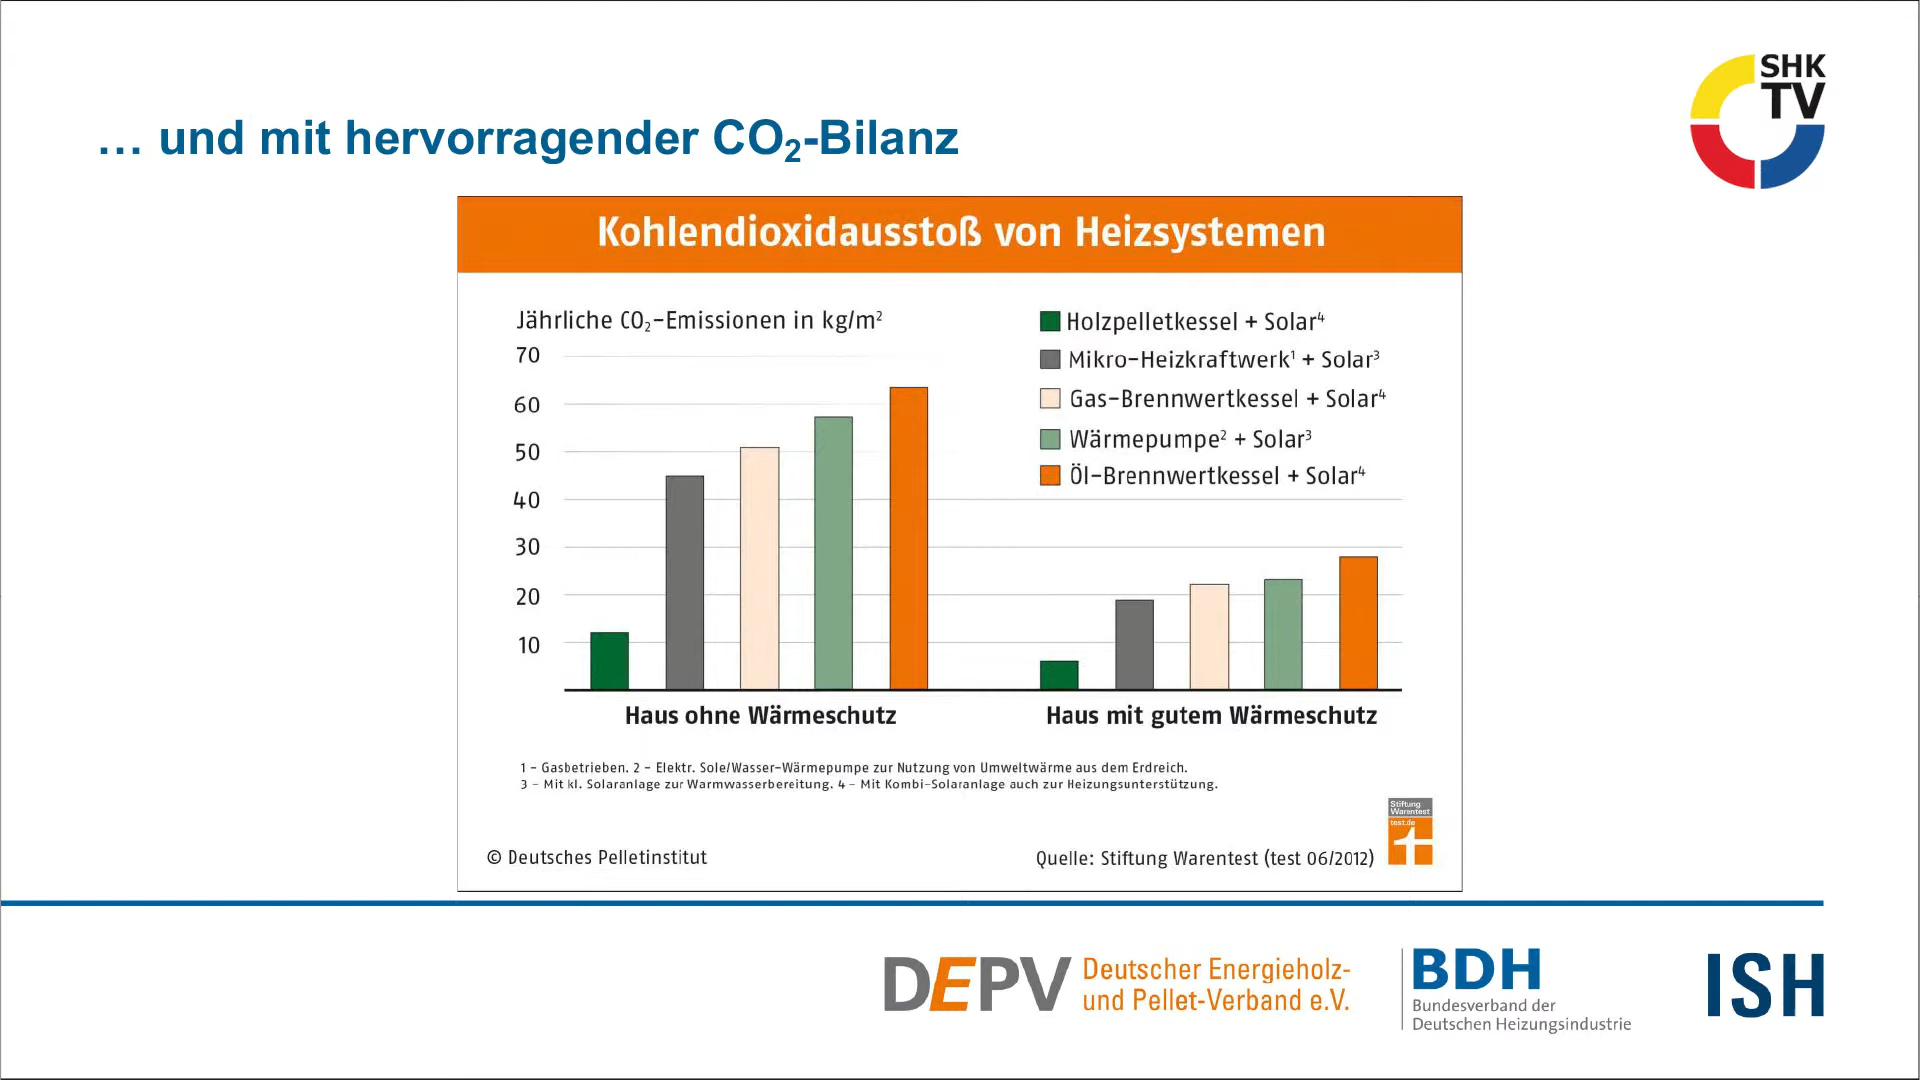 SHK
TV
… und mit hervorragender CO₂-Bilanz
Kohlendioxidausstoß von Heizsystemen
Jährliche CO₂-Emissionen in kg/m²
70
60
50
40
30
20
10
Holzpelletkessel + Solar⁴
Mikro-Heizkraftwerk¹ + Solar³
Gas-Brennwertkessel + Solar⁴
Wärmepumpe² + Solar³
Öl-Brennwertkessel + Solar⁴
Haus ohne Wärmeschutz
Haus mit gutem Wärmeschutz
1 - Gasbetrieben. 2 - Elektr. Sole/Wasser-Wärmepumpe zur Nutzung von Umweltwärme aus dem Erdreich.
3 - Mit kl. Solaranlage zur Warmwasserbereitung. 4 - Mit Kombi-Solaranlage auch zur Heizungsunterstützung.
Stiftung
Warentest
test.de
© Deutsches Pelletinstitut
Quelle: Stiftung Warentest (test 06/2012)
DEPV
Deutscher Energieholz-
und Pellet-Verband e.V.
BDH
Bundesverband der
Deutschen Heizungsindustrie
ISH